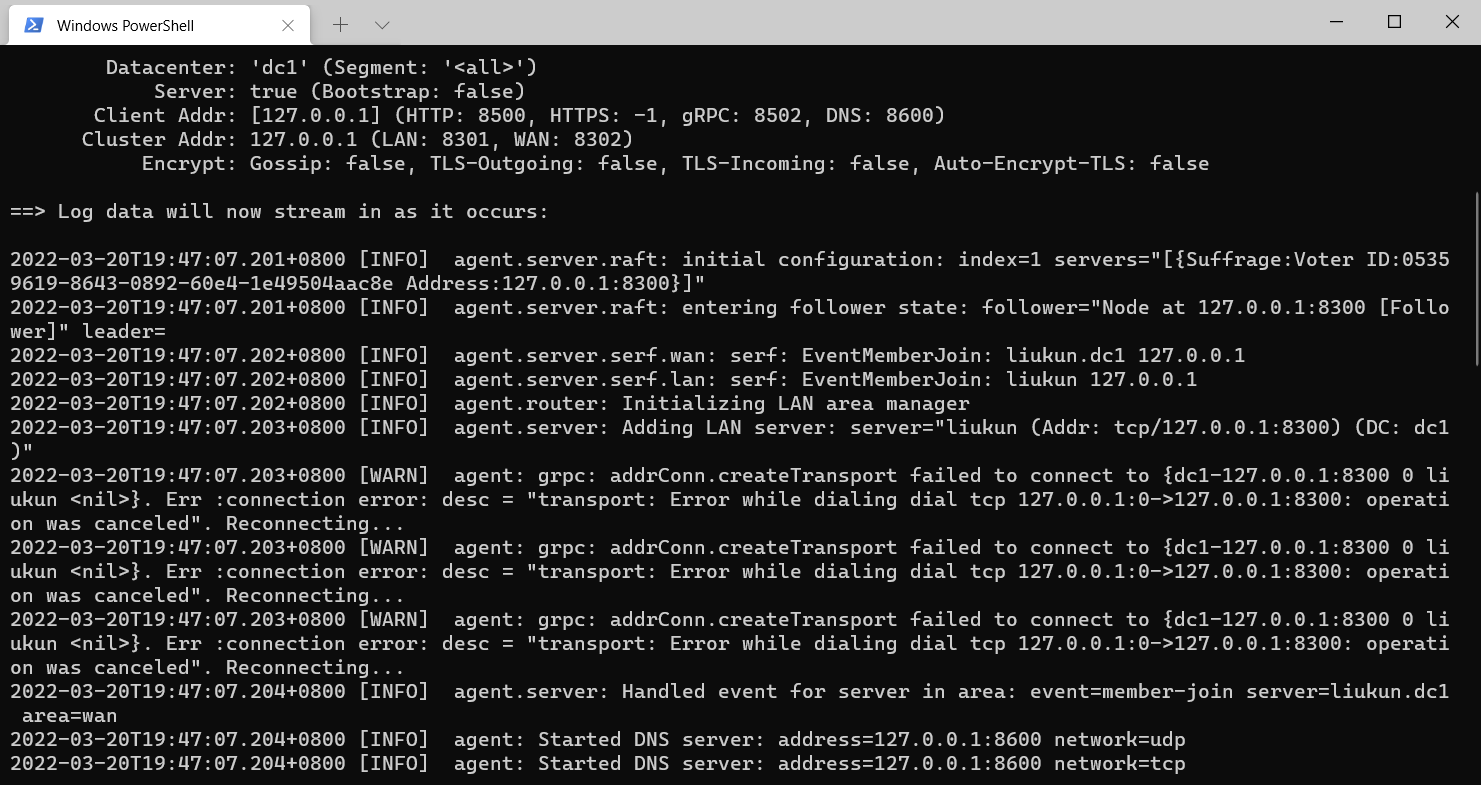 Windows PowerShell
Datacenter: 'dc1' (Segment: '<all>')
Server: true (Bootstrap: false)
Client Addr: [127.0.0.1] (HTTP: 8500, HTTPS: -1, gRPC: 8502, DNS: 8600)
Cluster Addr: 127.0.0.1 (LAN: 8301, WAN: 8302)
Encrypt: Gossip: false, TLS-Outgoing: false, TLS-Incoming: false, Auto-Encrypt-TLS: false
==> Log data will now stream in as it occurs:
2022-03-20T19:47:07.201+0800 [INFO]  agent.server.raft: initial configuration: index=1 servers="[{Suffrage:Voter ID:0535
9619-8643-0892-60e4-1e49504aac8e Address:127.0.0.1:8300}]"
2022-03-20T19:47:07.201+0800 [INFO]  agent.server.raft: entering follower state: follower="Node at 127.0.0.1:8300 [Follo
wer]" leader=
2022-03-20T19:47:07.202+0800 [INFO]  agent.server.serf.wan: serf: EventMemberJoin: liukun.dc1 127.0.0.1
2022-03-20T19:47:07.202+0800 [INFO]  agent.server.serf.lan: serf: EventMemberJoin: liukun 127.0.0.1
2022-03-20T19:47:07.202+0800 [INFO]  agent.router: Initializing LAN area manager
2022-03-20T19:47:07.203+0800 [INFO]  agent.server: Adding LAN server: server="liukun (Addr: tcp/127.0.0.1:8300) (DC: dc1
)"
2022-03-20T19:47:07.203+0800 [WARN]  agent: grpc: addrConn.createTransport failed to connect to {dc1-127.0.0.1:8300 0 li
ukun <nil>}. Err :connection error: desc = "transport: Error while dialing dial tcp 127.0.0.1:0->127.0.0.1:8300: operati
on was canceled". Reconnecting...
2022-03-20T19:47:07.203+0800 [WARN]  agent: grpc: addrConn.createTransport failed to connect to {dc1-127.0.0.1:8300 0 li
ukun <nil>}. Err :connection error: desc = "transport: Error while dialing dial tcp 127.0.0.1:0->127.0.0.1:8300: operati
on was canceled". Reconnecting...
2022-03-20T19:47:07.203+0800 [WARN]  agent: grpc: addrConn.createTransport failed to connect to {dc1-127.0.0.1:8300 0 li
ukun <nil>}. Err :connection error: desc = "transport: Error while dialing dial tcp 127.0.0.1:0->127.0.0.1:8300: operati
on was canceled". Reconnecting...
2022-03-20T19:47:07.204+0800 [INFO]  agent.server: Handled event for server in area: event=member-join server=liukun.dc1
 area=wan
2022-03-20T19:47:07.204+0800 [INFO]  agent: Started DNS server: address=127.0.0.1:8600 network=udp
2022-03-20T19:47:07.204+0800 [INFO]  agent: Started DNS server: address=127.0.0.1:8600 network=tcp